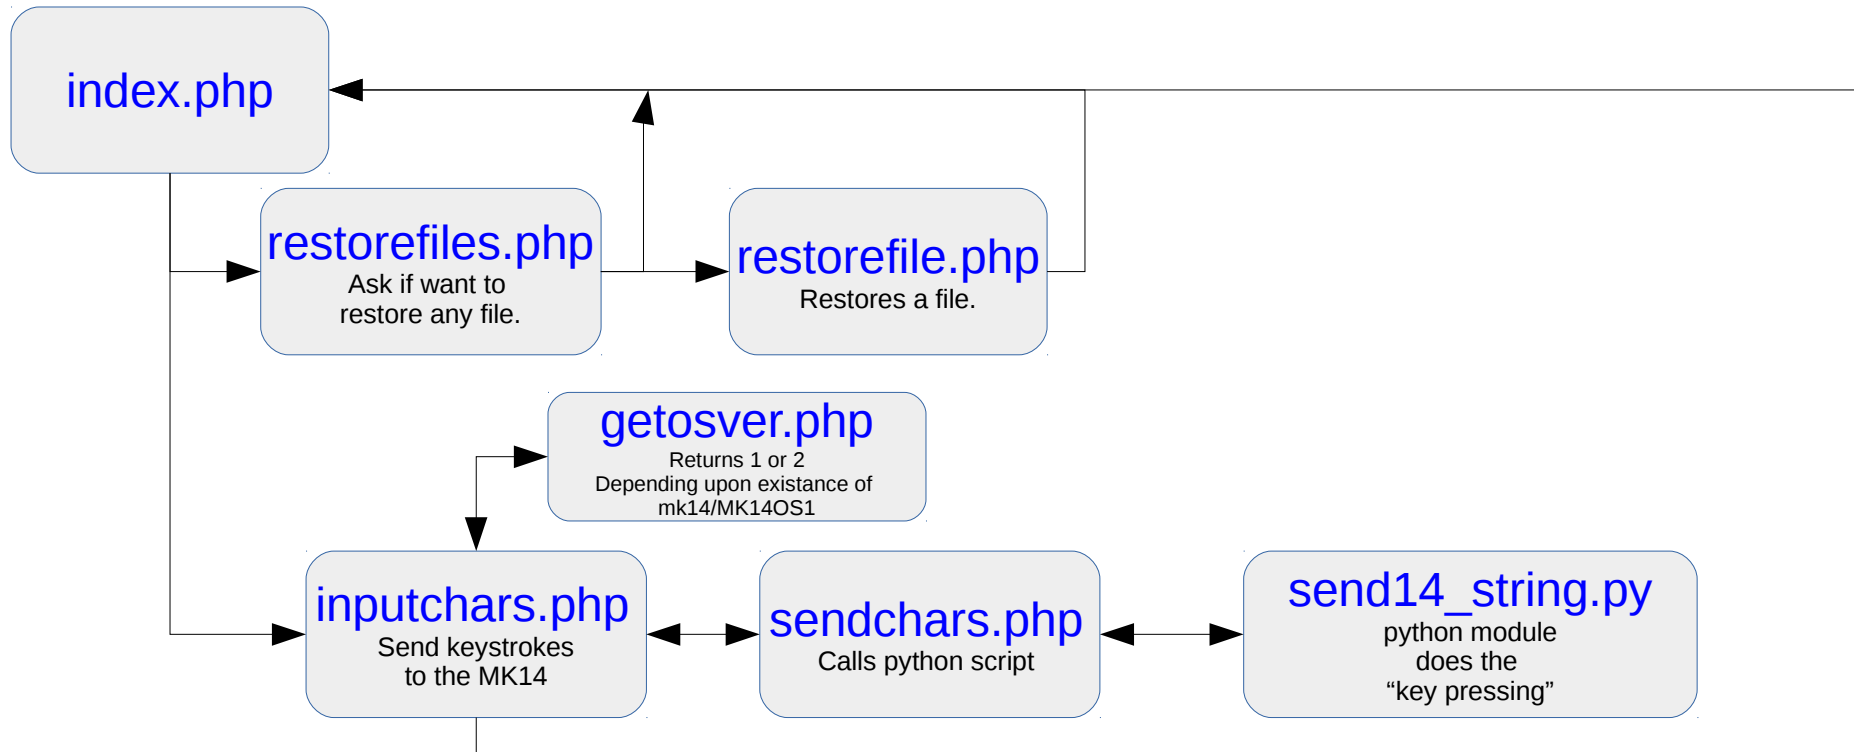 index.php
restorefiles.php
Ask if want to
restore any file.
restorefile.php
Restores a file.
getosver.php
Returns 1 or 2
Depending upon existance of
mk14/MK14OS1
inputchars.php
Send keystrokes
to the MK14
sendchars.php
Calls python script
send14_string.py
python module
does the
“key pressing”